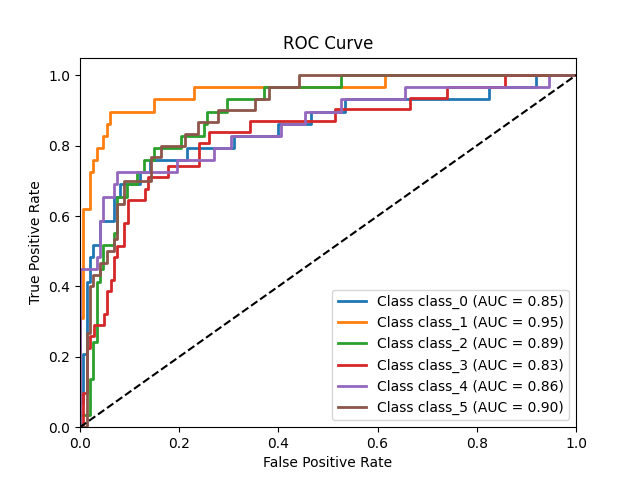 ROC Curve
True Positive Rate
1.0
0.8
0.6
0.4
0.2
0.0
Class class_0 (AUC = 0.85)
Class class_1 (AUC = 0.95)
Class class_2 (AUC = 0.89)
Class class_3 (AUC = 0.83)
Class class_4 (AUC = 0.86)
Class class_5 (AUC = 0.90)
0.0 0.2 0.4 0.6 0.8 1.0
False Positive Rate